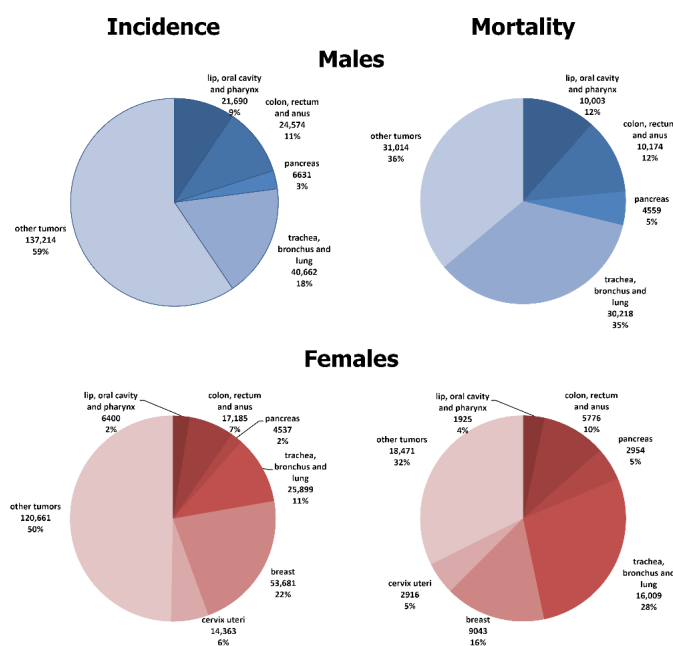 Incidence
Mortality
Males
lip, oral cavity
and pharynx
21,690
9%
colon, rectum
and anus
24,574
11%
pancreas
6631
3%
trachea,
bronchus and
lung
40,662
18%
other tumors
137,214
59%
lip, oral cavity
and pharynx
10,003
12%
colon, rectum
and anus
10,174
12%
pancreas
4559
5%
trachea,
bronchus and
lung
30,218
35%
other tumors
31,014
36%
Females
lip, oral cavity
and pharynx
6400
2%
colon, rectum
and anus
17,185
7%
pancreas
4537
2%
trachea,
bronchus and
lung
25,899
11%
breast
53,681
22%
cervix uteri
14,363
6%
other tumors
120,661
50%
lip, oral cavity
and pharynx
1925
4%
colon, rectum
and anus
5776
10%
pancreas
2954
5%
trachea,
bronchus and
lung
16,009
28%
breast
9043
16%
cervix uteri
2916
5%
other tumors
18,471
32%